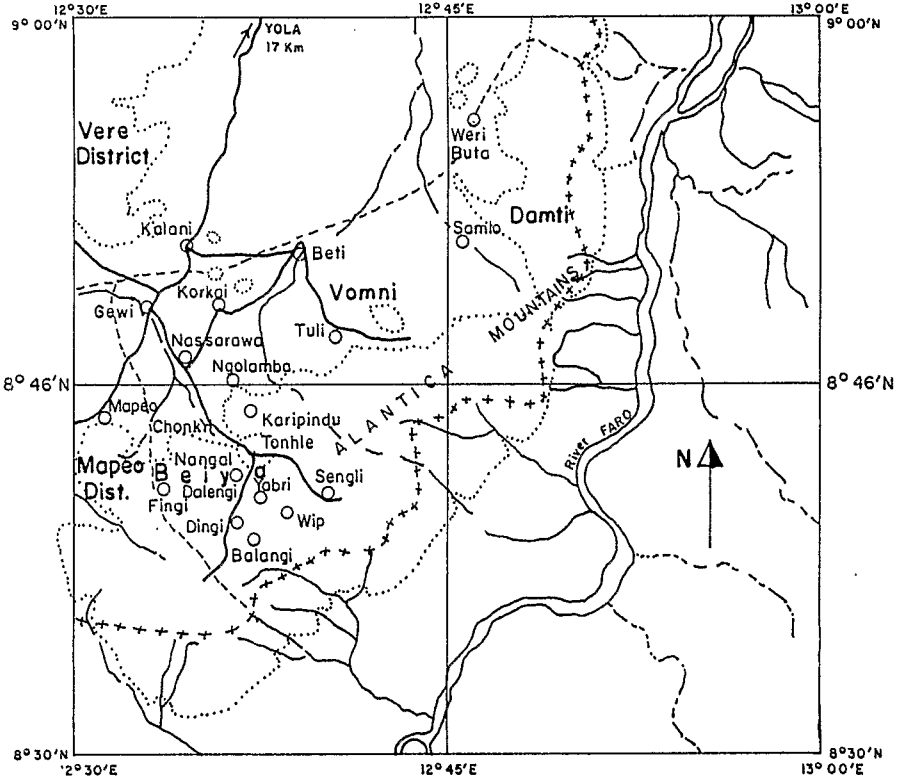 12°30'E
12°45'E
13°00'E
9°00'N
9°00'N
YOLA
17 Km
Vere
District
Weri
Buta
Damti
Kalani
Samlo
Beti
Korkai
Vomni
Gewi
MOUNTAINS
Tuli
Nassarawa
Ngolamba
8°46'N
8°46'N
ALANTICA
Mapeo
Karipindu
Chonkh
Tonhle
River FARO
N
Mapeo
Dist.
Nangal
Beiya
Sengli
Dalengi
Yabri
Fingi
Wip
Dingi
Balangi
8°30'N
8°30'N
12°30'E
12°45'E
13°00'E